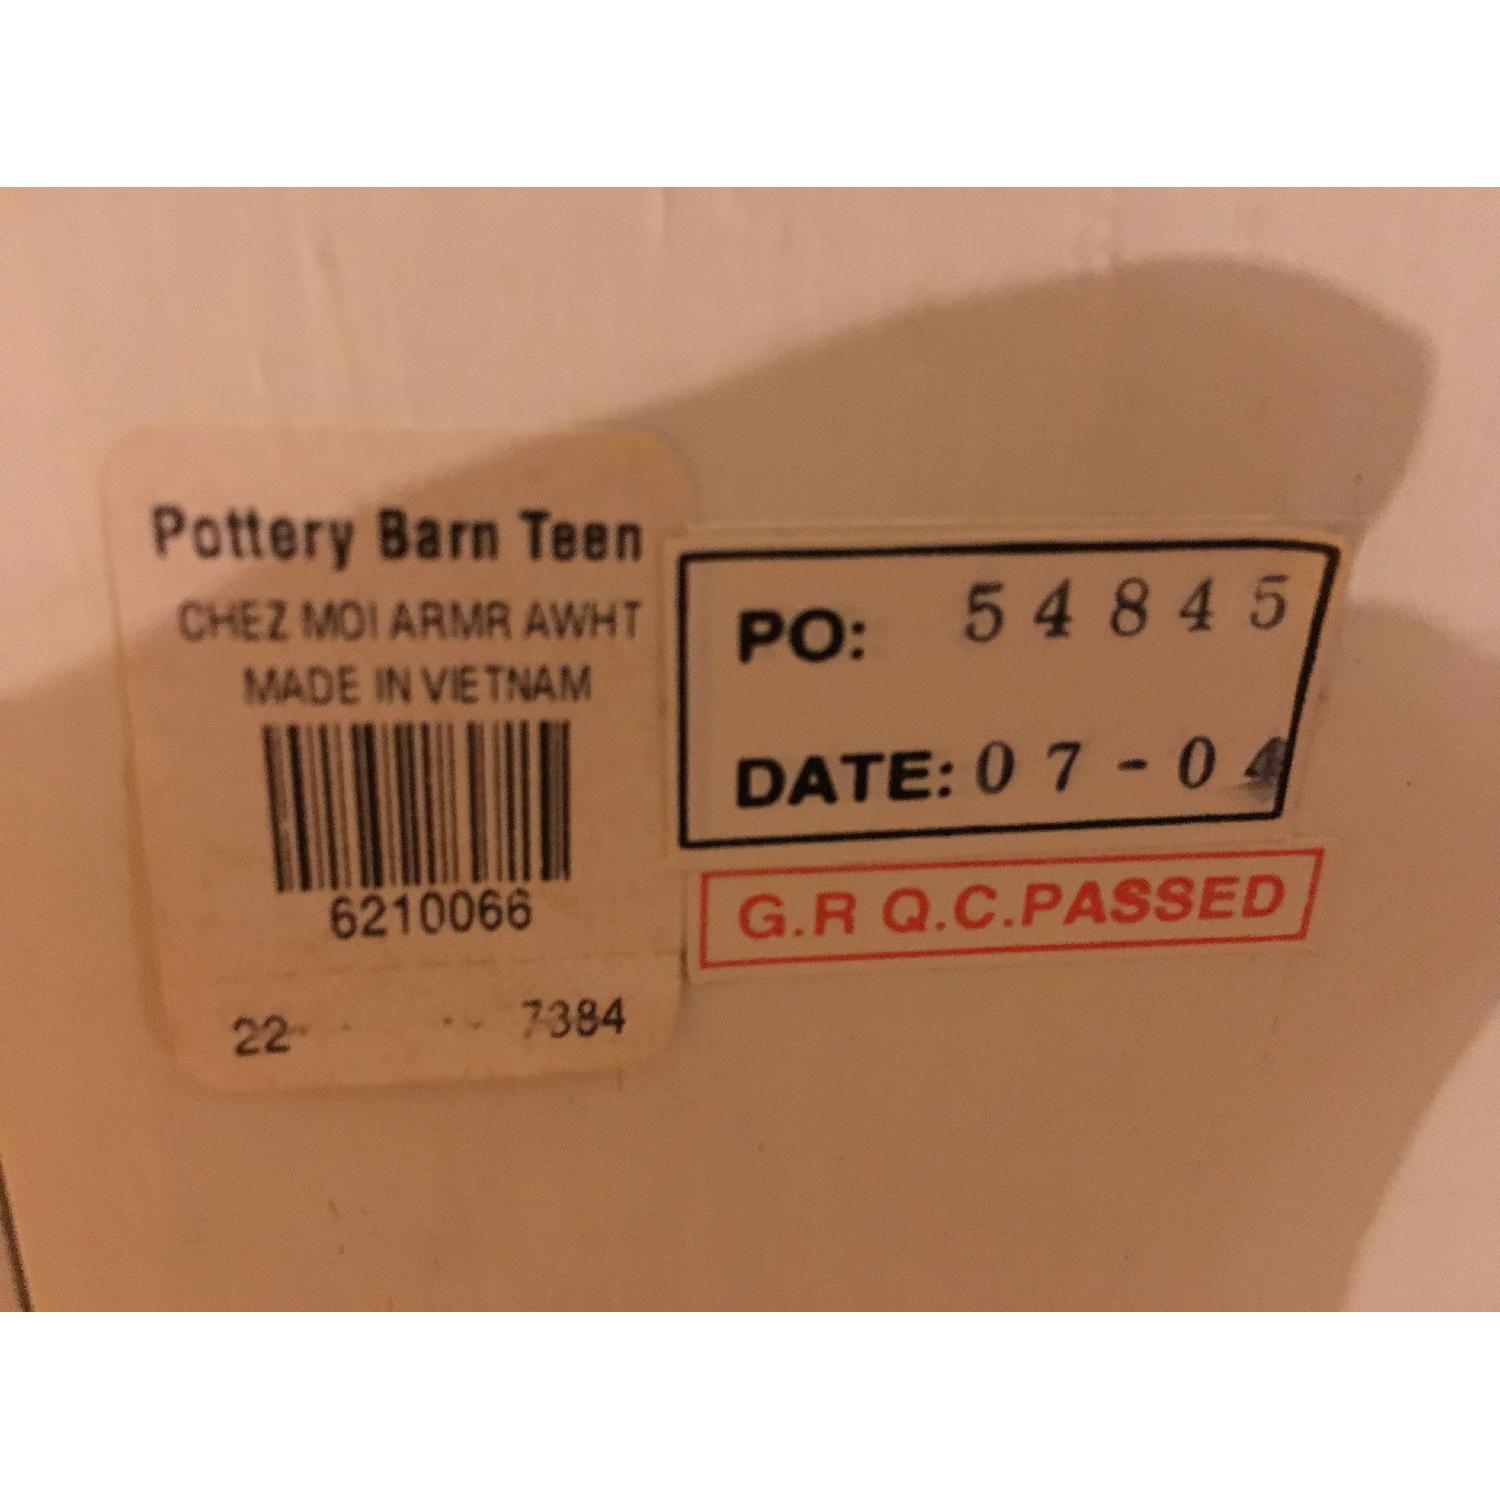 Pottery Barn Teen
CHEZ MOI ARMR AWHT
MADE IN VIETNAM
6210066
22 7384
PO: 54845
DATE: 07-04
G.R Q.C.PASSED